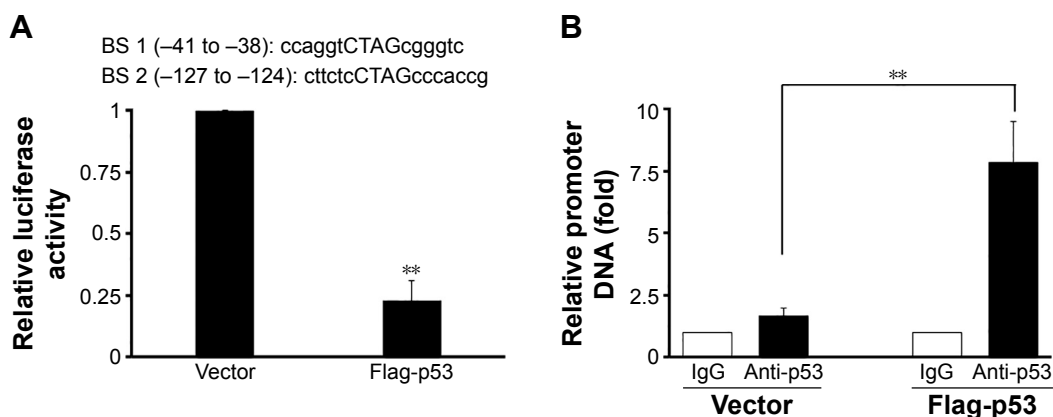 A
BS 1 (–41 to –38): ccaggtCTAGcgggtc
BS 2 (–127 to –124): cttctcCTAGcccaccg
Relative luciferase
activity
1
0.75
0.5
0.25
0
**
Vector
Flag-p53
B
Relative promoter
DNA (fold)
10
7.5
5
2.5
0
**
IgG Anti-p53 IgG Anti-p53
Vector Flag-p53